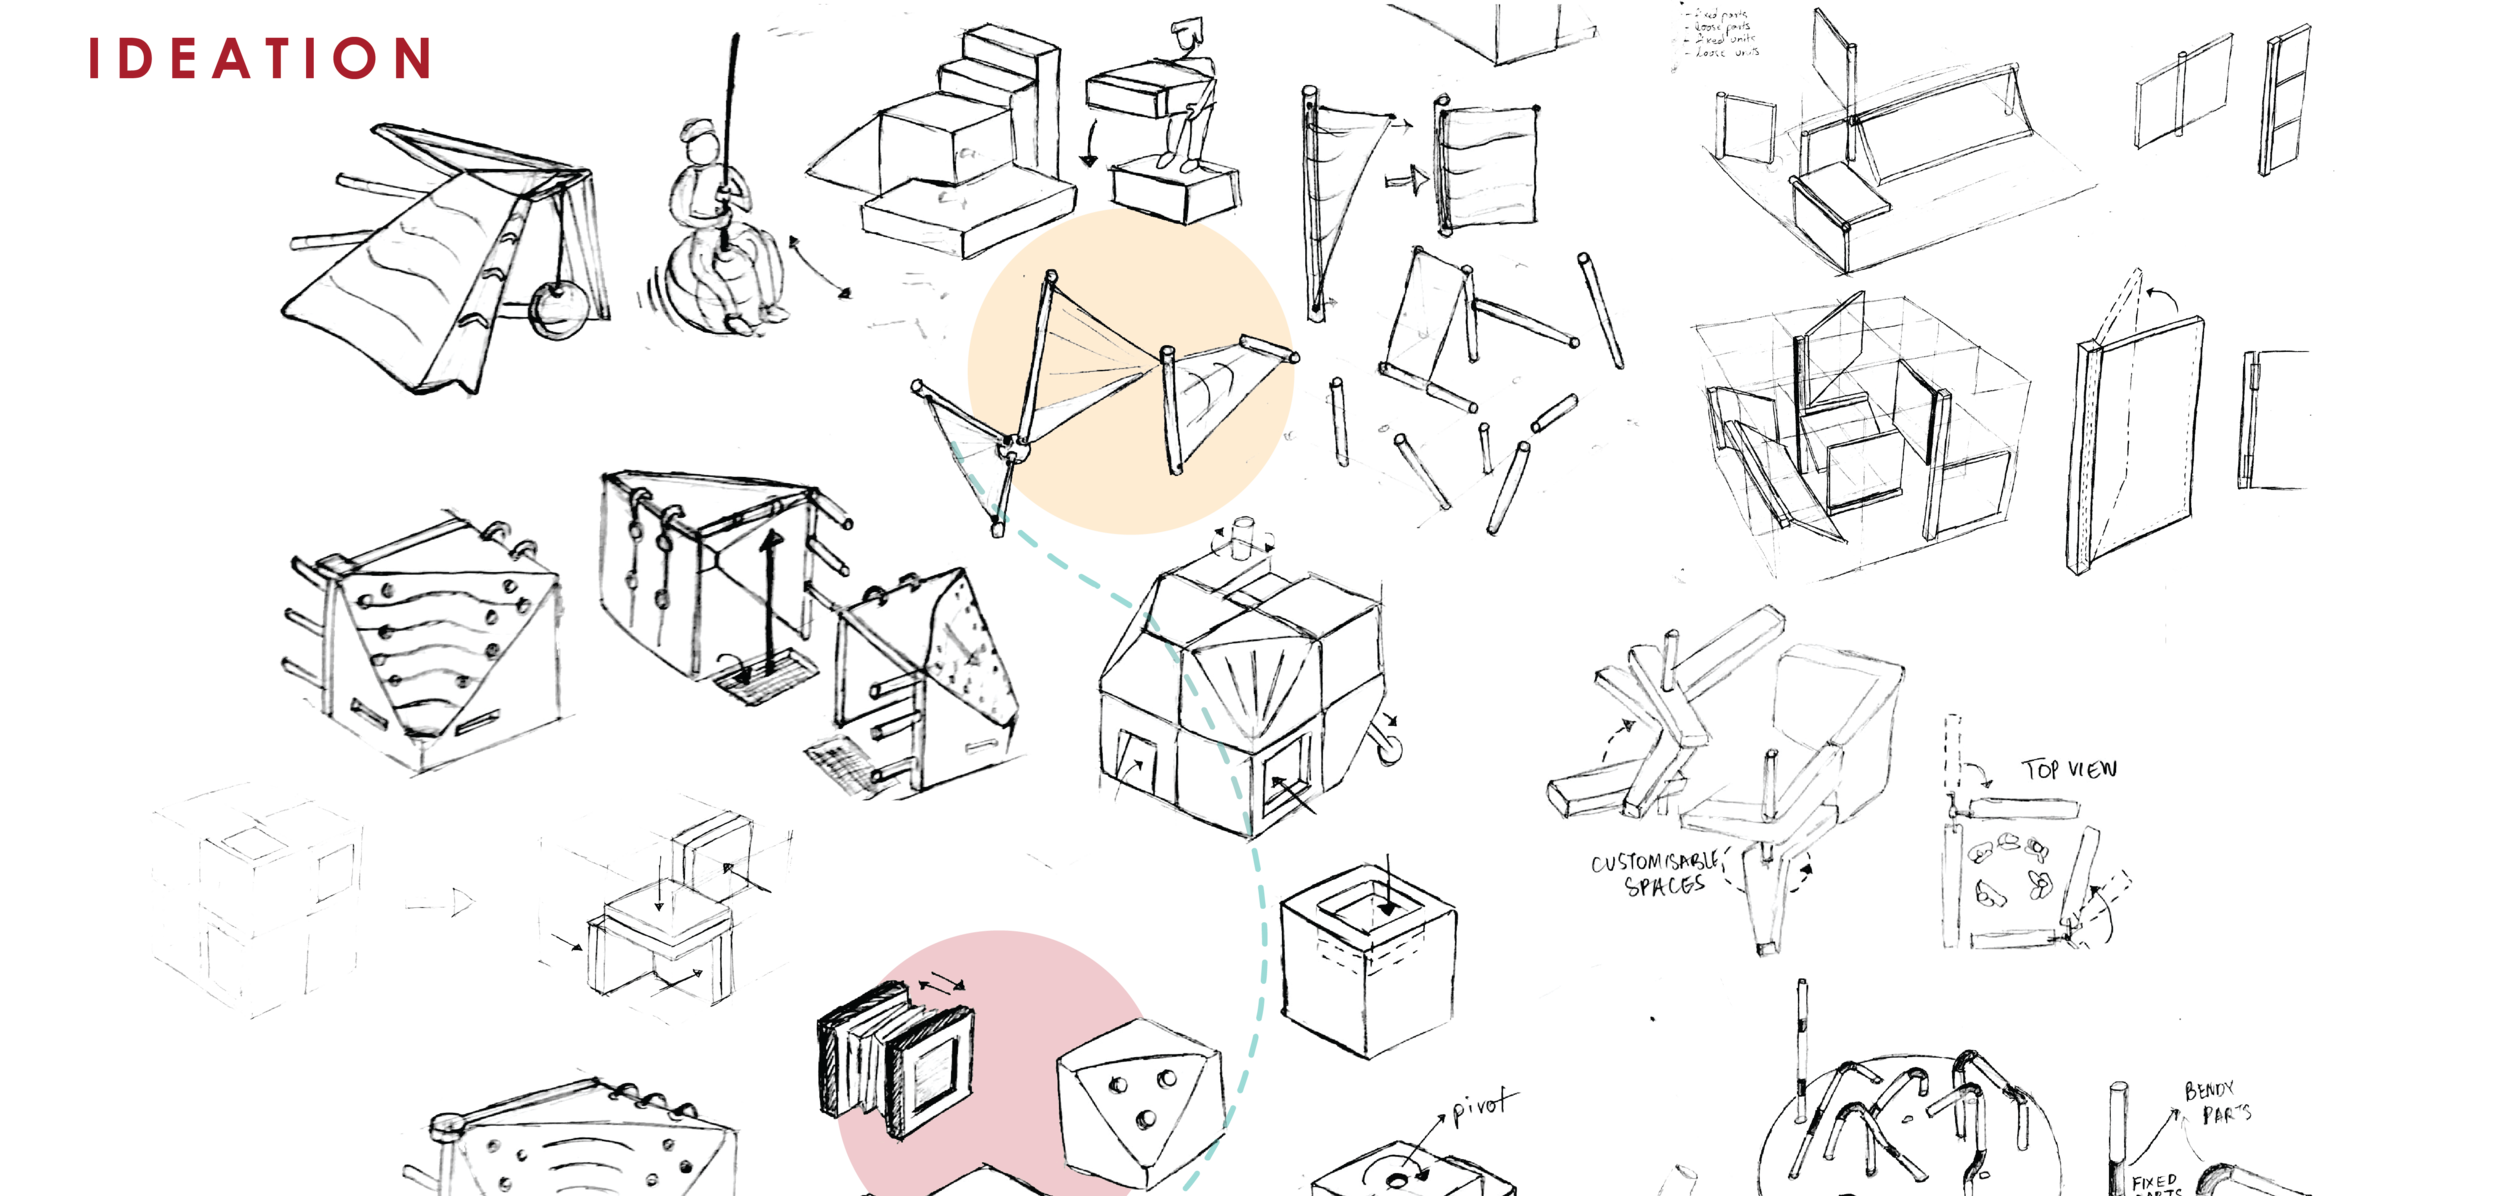 IDEATION
- fixed parts
- loose parts
- fixed units
- loose units
TOP VIEW
CUSTOMISABLE
SPACES
pivot
BENDY
PARTS
FIXED
PARTS